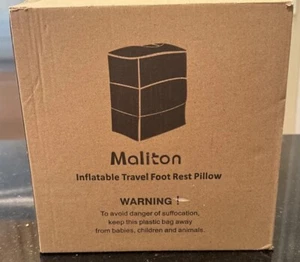 Maliton
Inflatable Travel Foot Rest Pillow
WARNING !
To avoid danger of suffocation,
keep this plastic bag away
from babies, children and animals.